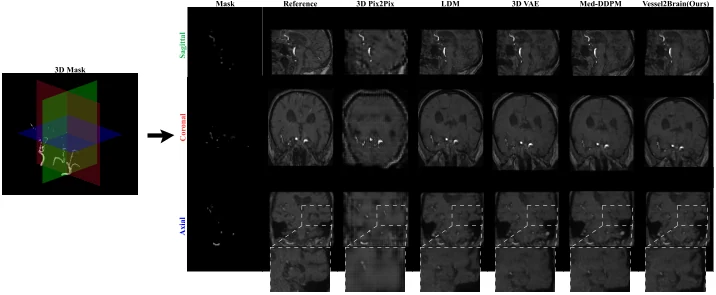 Mask Reference 3D Pix2Pix LDM 3D VAE Med-DDPM Vessel2Brain(Ours)
Sagittal
3D Mask
Coronal
Axial